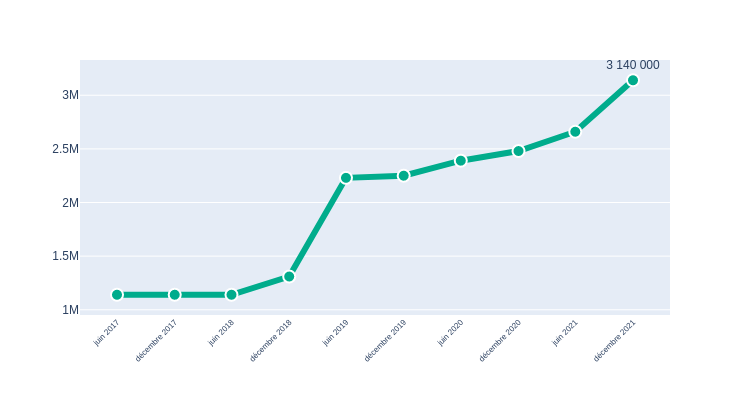 3 140 000
3M
2.5M
2M
1.5M
1M
juin 2017
décembre 2017
juin 2018
décembre 2018
juin 2019
décembre 2019
juin 2020
décembre 2020
juin 2021
décembre 2021